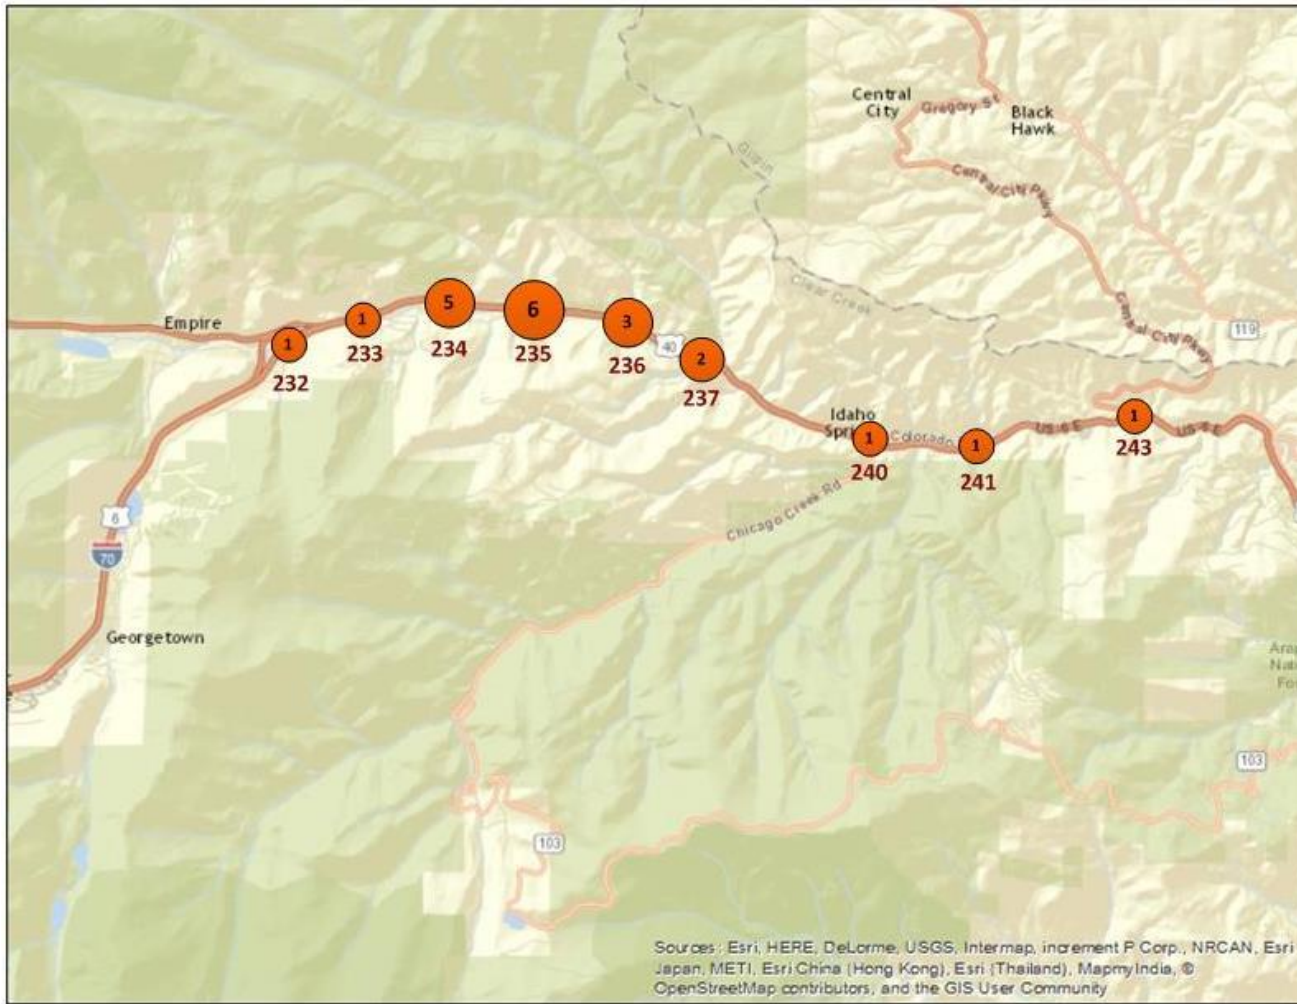 Central
City
Gregory St
Black
Hawk
Gilpin
Central City Pkwy
Clear Creek
Central City Pkwy
119
Empire
1
232
1
233
5
234
6
235
3
236
40
2
237
Idaho
1
240
Colorado
1
241
US 6 E
1
243
US 6 E
Chicago Creek Rd
6
70
Georgetown
103
103
Sources: Esri, HERE, DeLorme, USGS, Intermap, increment P Corp., NRCAN, Esri
Japan, METI, Esri China (Hong Kong), Esri (Thailand), MapmyIndia, ©
OpenStreetMap contributors, and the GIS User Community